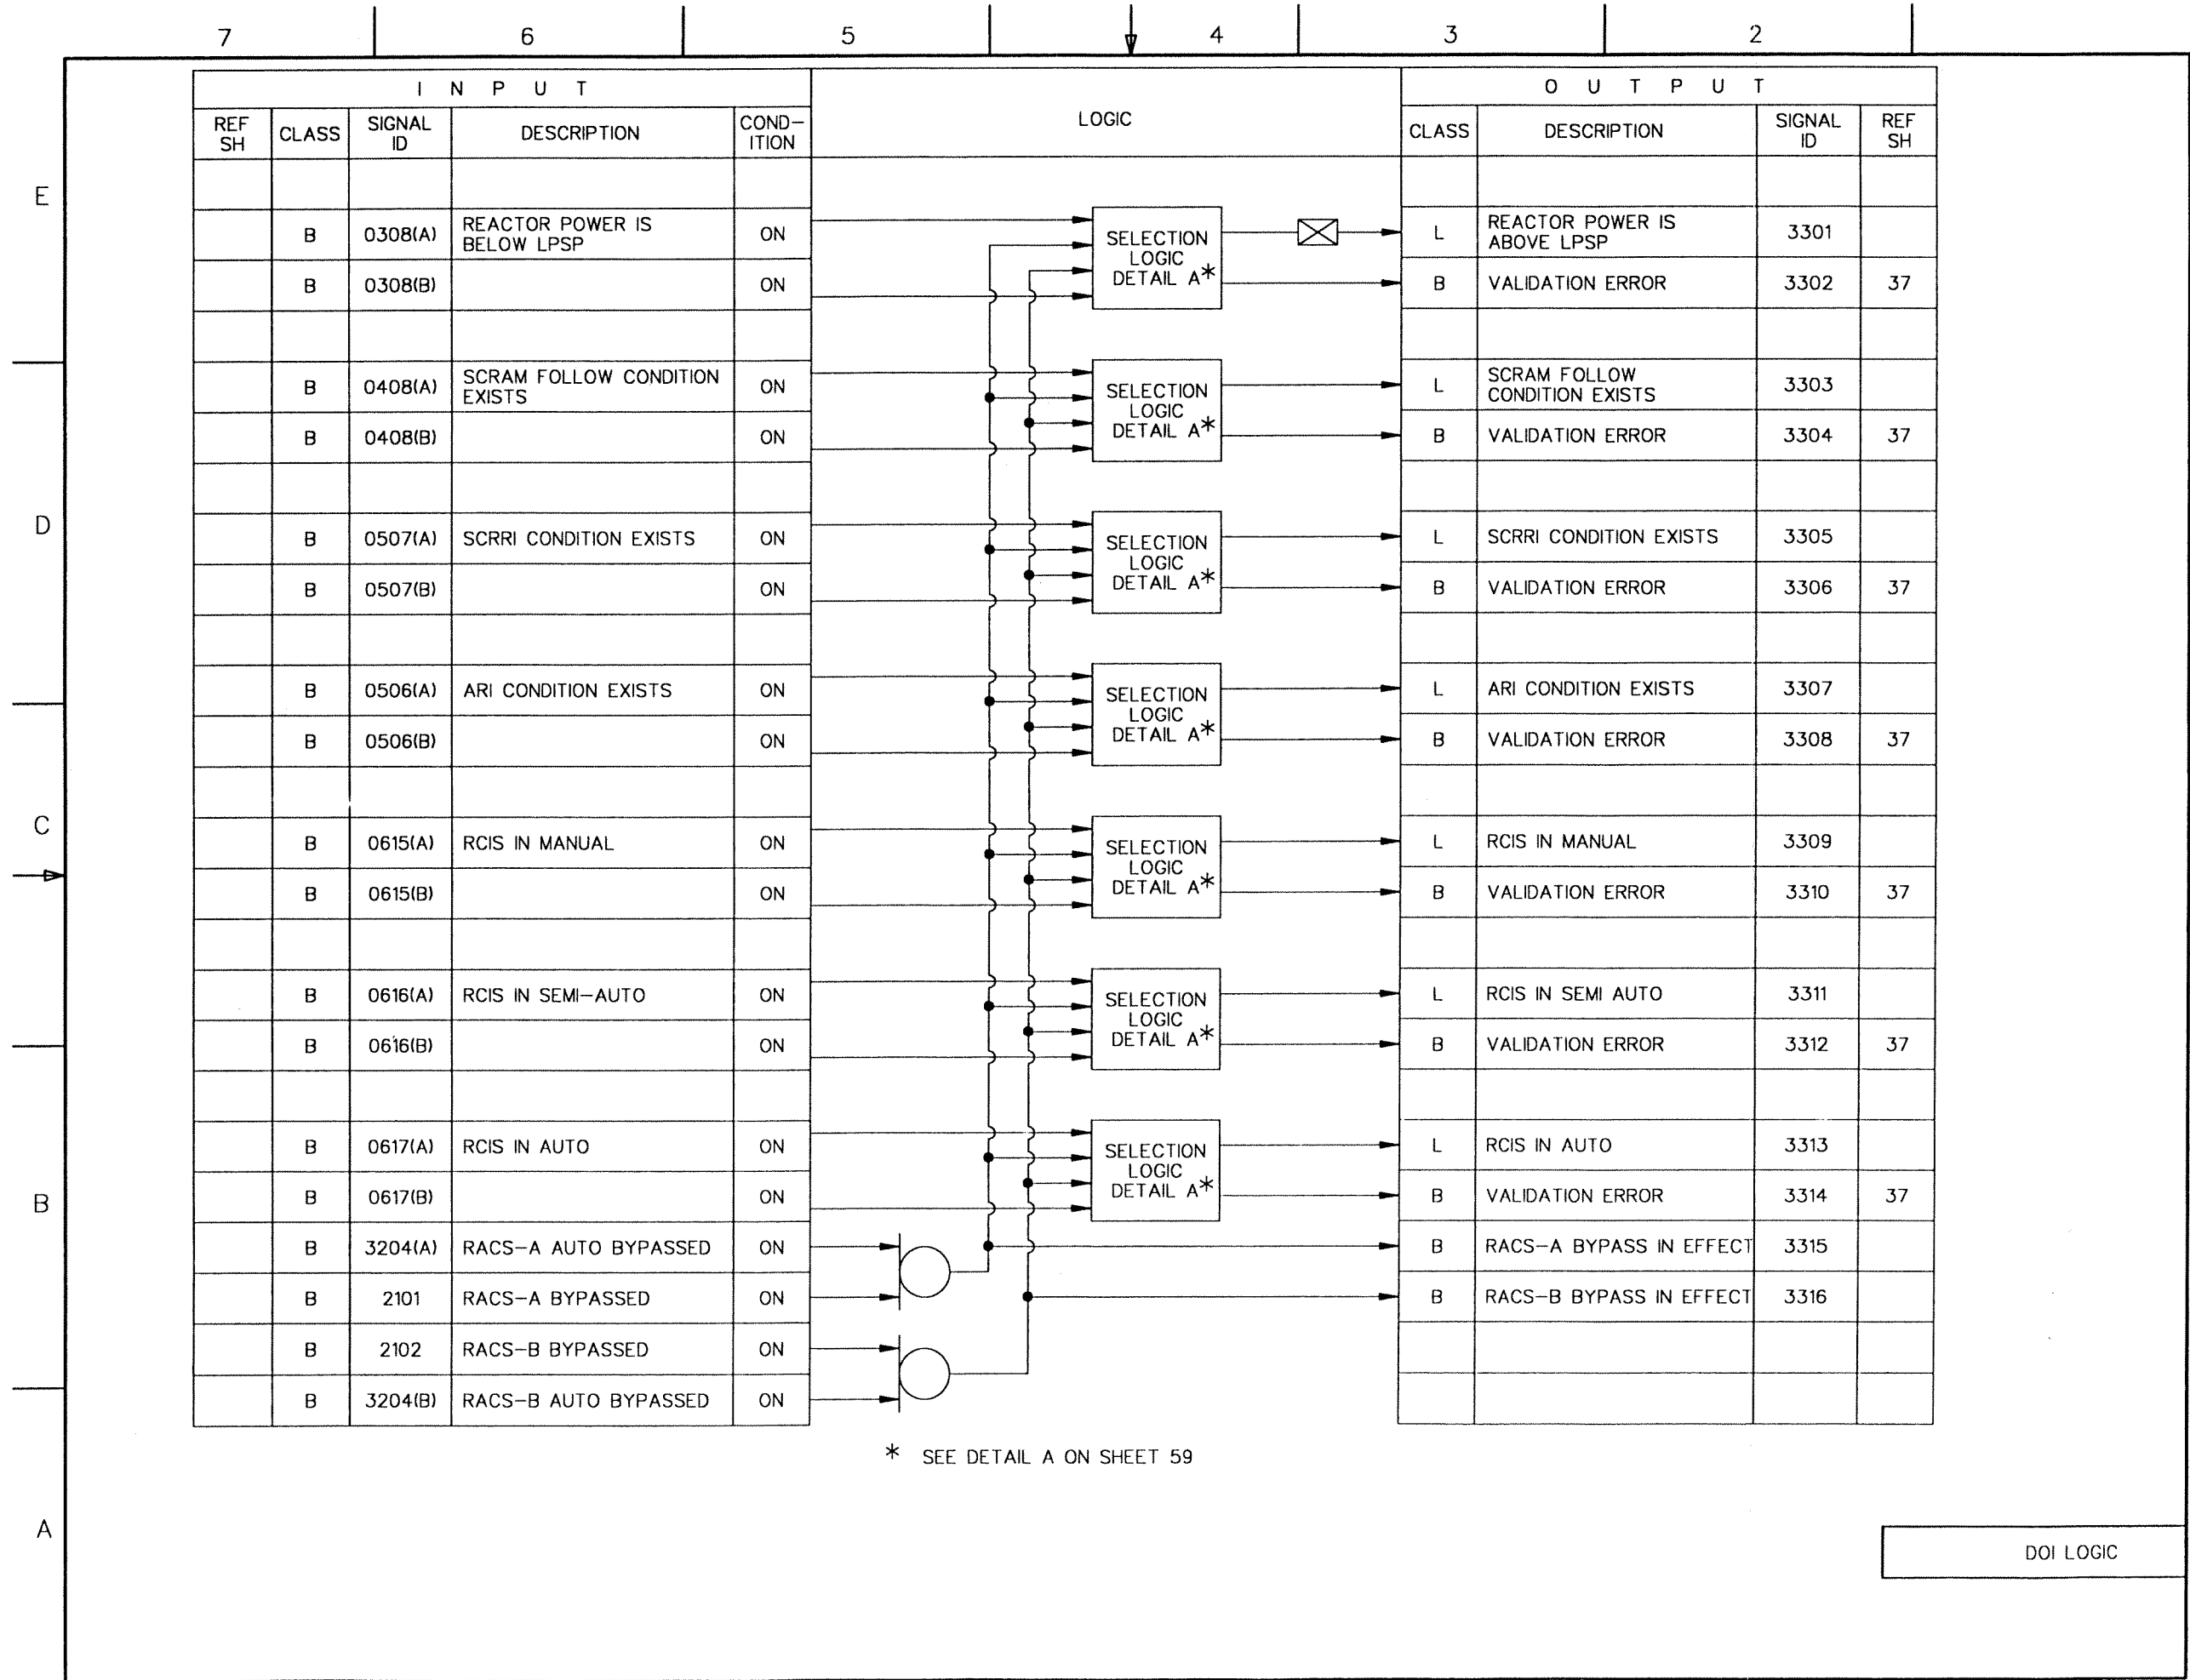 7 6 5 4 3 2
I N P U T
LOGIC
O U T P U T
REF SH CLASS SIGNAL ID DESCRIPTION COND-ITION
CLASS DESCRIPTION SIGNAL ID REF SH
E
B 0308(A) REACTOR POWER IS BELOW LPSP ON
SELECTION LOGIC DETAIL A*
L REACTOR POWER IS ABOVE LPSP 3301
B 0308(B) ON
B VALIDATION ERROR 3302 37
B 0408(A) SCRAM FOLLOW CONDITION EXISTS ON
SELECTION LOGIC DETAIL A*
L SCRAM FOLLOW CONDITION EXISTS 3303
B 0408(B) ON
B VALIDATION ERROR 3304 37
D
B 0507(A) SCRRI CONDITION EXISTS ON
SELECTION LOGIC DETAIL A*
L SCRRI CONDITION EXISTS 3305
B 0507(B) ON
B VALIDATION ERROR 3306 37
B 0506(A) ARI CONDITION EXISTS ON
SELECTION LOGIC DETAIL A*
L ARI CONDITION EXISTS 3307
B 0506(B) ON
B VALIDATION ERROR 3308 37
C
B 0615(A) RCIS IN MANUAL ON
SELECTION LOGIC DETAIL A*
L RCIS IN MANUAL 3309
B 0615(B) ON
B VALIDATION ERROR 3310 37
B 0616(A) RCIS IN SEMI-AUTO ON
SELECTION LOGIC DETAIL A*
L RCIS IN SEMI AUTO 3311
B 0616(B) ON
B VALIDATION ERROR 3312 37
B 0617(A) RCIS IN AUTO ON
SELECTION LOGIC DETAIL A*
L RCIS IN AUTO 3313
B
B 0617(B) ON
B VALIDATION ERROR 3314 37
B 3204(A) RACS-A AUTO BYPASSED ON
B RACS-A BYPASS IN EFFECT 3315
B 2101 RACS-A BYPASSED ON
B RACS-B BYPASS IN EFFECT 3316
B 2102 RACS-B BYPASSED ON
B 3204(B) RACS-B AUTO BYPASSED ON
* SEE DETAIL A ON SHEET 59
A
DOI LOGIC